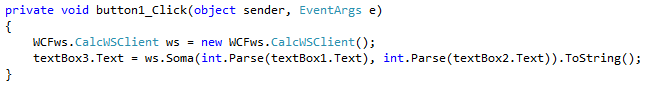 private void button1_Click(object sender, EventArgs e)
{
    WCFws.CalcWSClient ws = new WCFws.CalcWSClient();
    textBox3.Text = ws.Soma(int.Parse(textBox1.Text), int.Parse(textBox2.Text)).ToString();
}